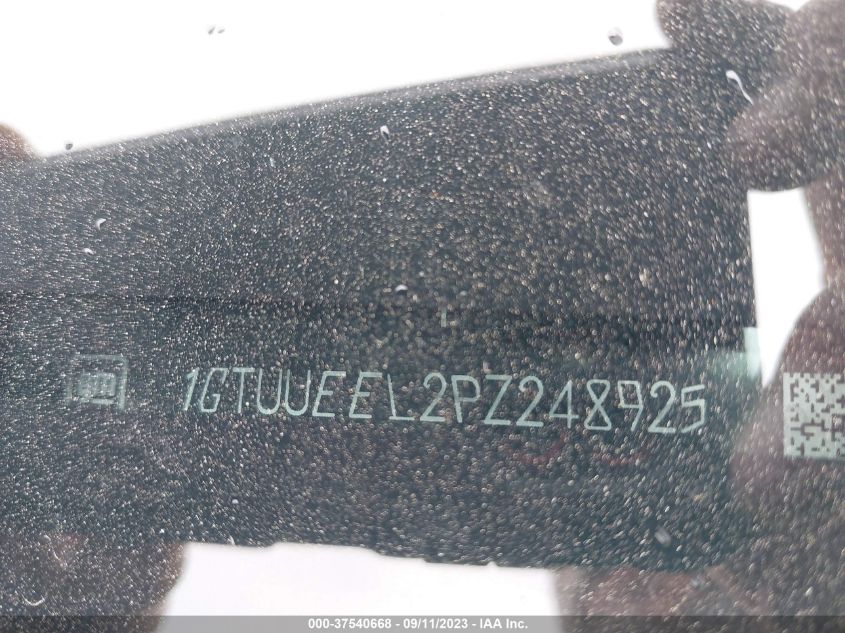 1GTUUEEL2PZ248925
000-37540668 - 09/11/2023 - IAA Inc.